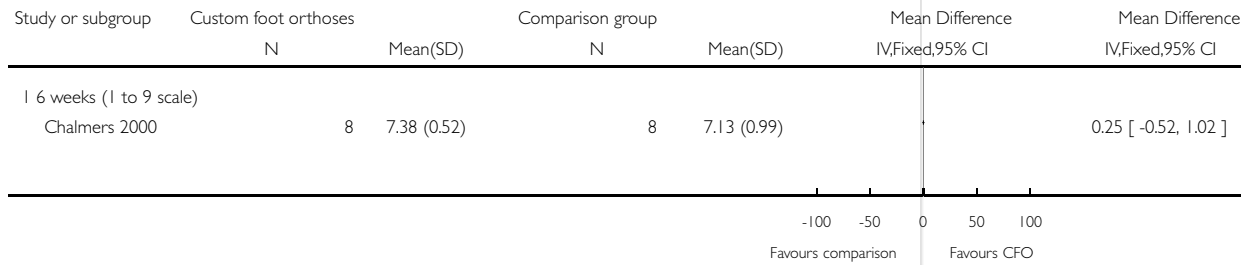 Study or subgroup Custom foot orthoses Comparison group Mean Difference Mean Difference
N Mean(SD) N Mean(SD) IV,Fixed,95% CI IV,Fixed,95% CI
1 6 weeks (1 to 9 scale)
Chalmers 2000 8 7.38 (0.52) 8 7.13 (0.99) 0.25 [ -0.52, 1.02 ]
-100 -50 0 50 100
Favours comparison Favours CFO